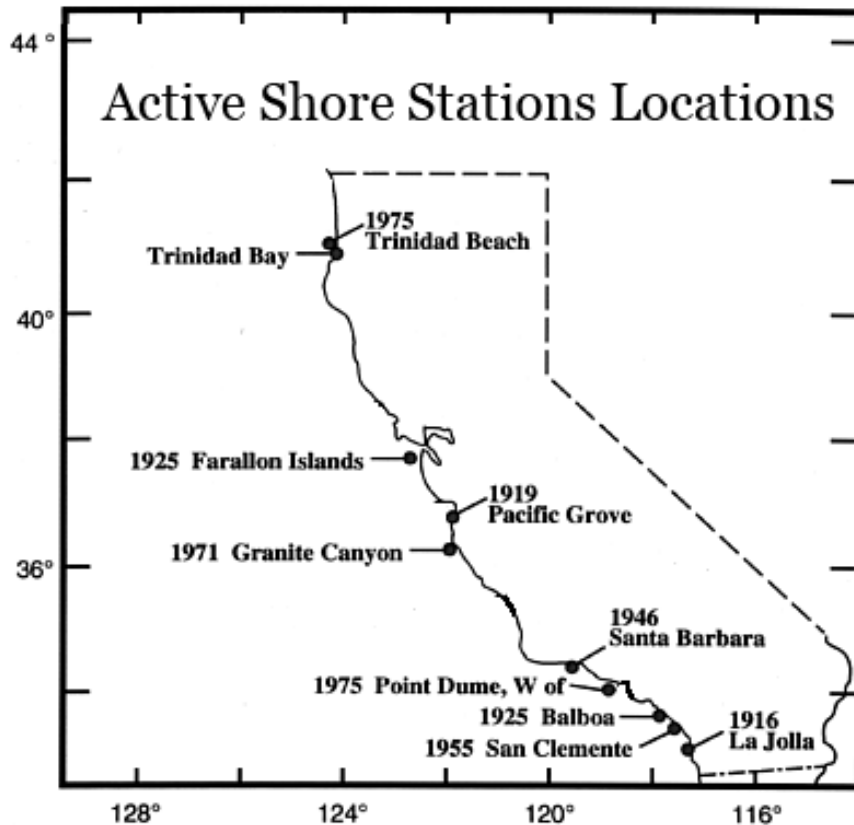 44°
Active Shore Stations Locations
1975
Trinidad Beach
Trinidad Bay
40°
1925 Farallon Islands
1919
Pacific Grove
1971 Granite Canyon
36°
1946
Santa Barbara
1975 Point Dume, W of
1925 Balboa
1916
La Jolla
1955 San Clemente
128°
124°
120°
116°